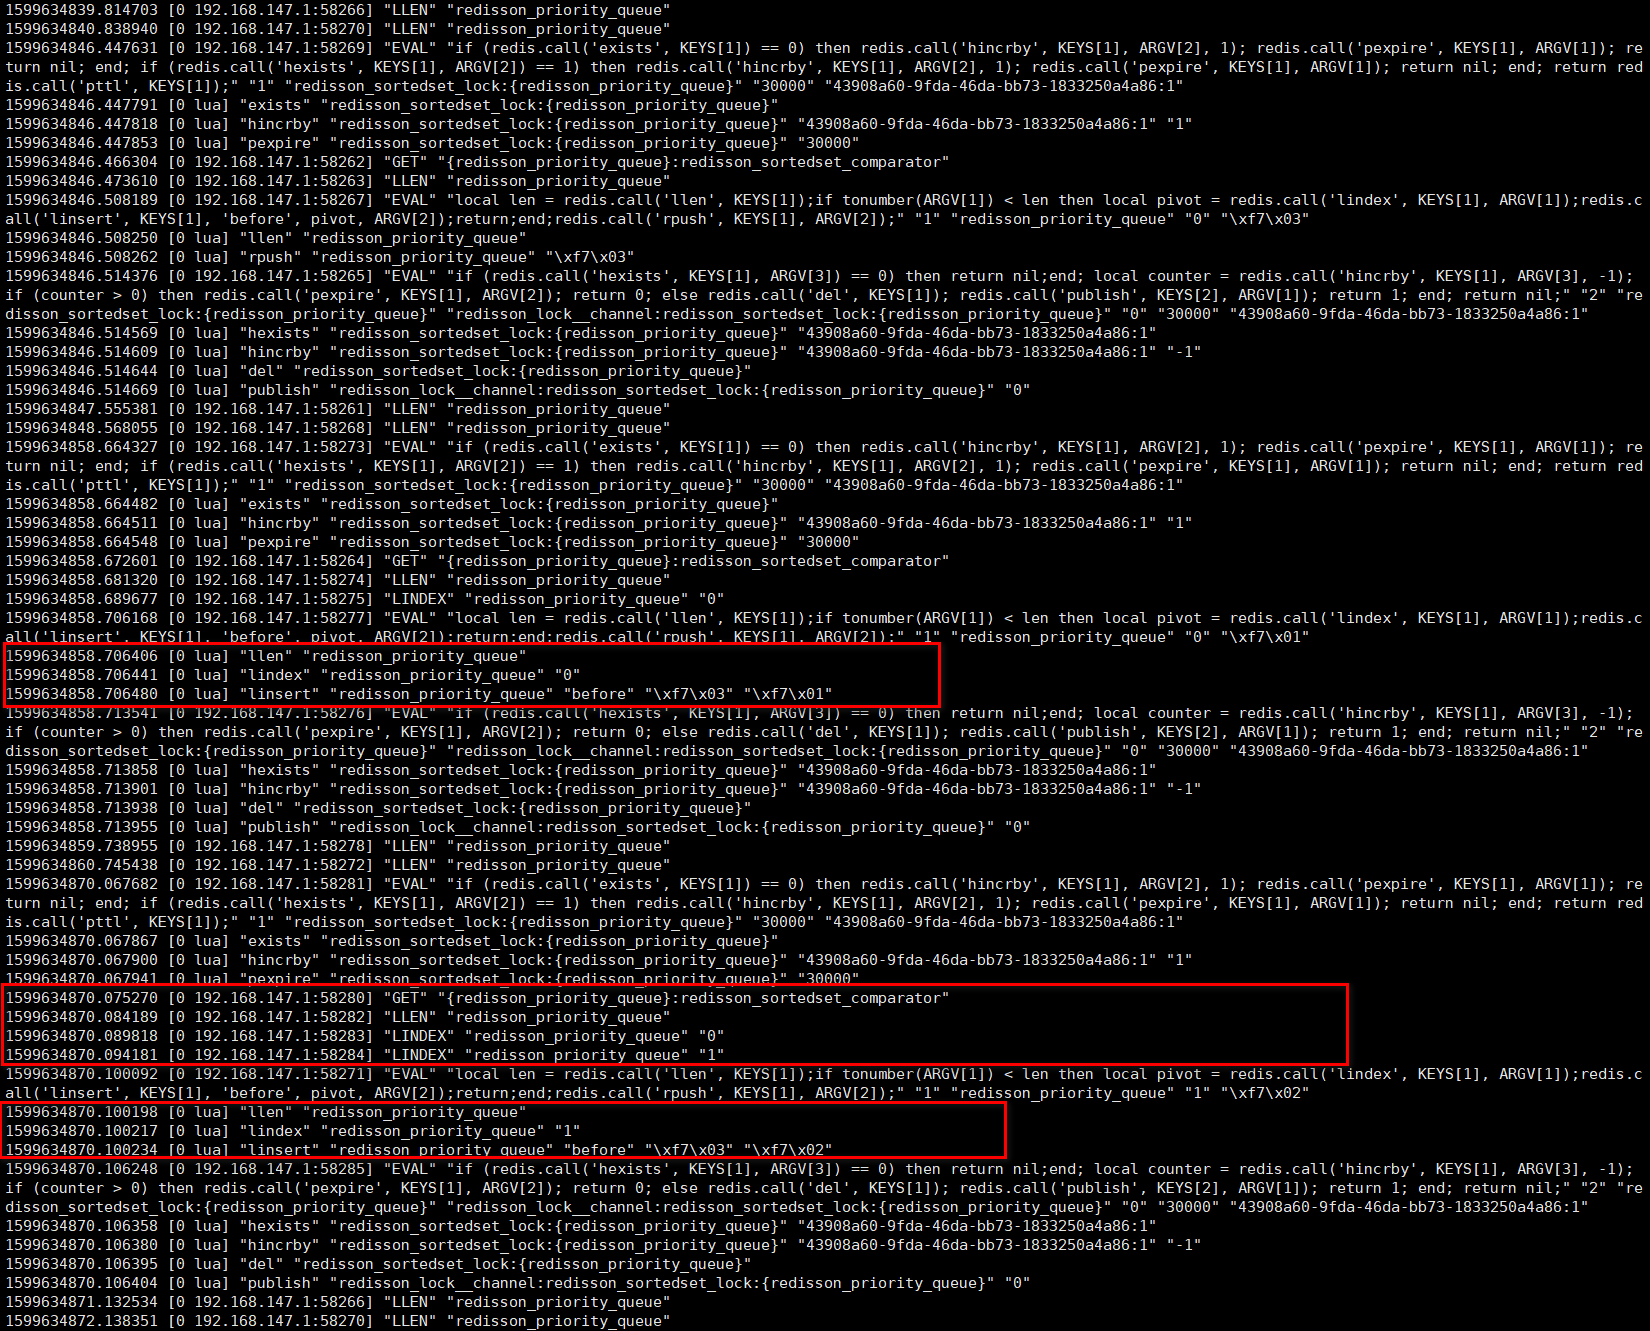 1599634839.814703 [0 192.168.147.1:58266] "LLEN" "redisson_priority_queue"
1599634840.838940 [0 192.168.147.1:58270] "LLEN" "redisson_priority_queue"
1599634846.447631 [0 192.168.147.1:58269] "EVAL" "if (redis.call('exists', KEYS[1]) == 0) then redis.call('hincrby', KEYS[1], ARGV[2], 1); redis.call('pexpire', KEYS[1], ARGV[1]); re
turn nil; end; if (redis.call('hexists', KEYS[1], ARGV[2]) == 1) then redis.call('hincrby', KEYS[1], ARGV[2], 1); redis.call('pexpire', KEYS[1], ARGV[1]); return nil; end; return red
is.call('pttl', KEYS[1]);" "1" "redisson_sortedset_lock:{redisson_priority_queue}" "30000" "43908a60-9fda-46da-bb73-1833250a4a86:1"
1599634846.447791 [0 lua] "exists" "redisson_sortedset_lock:{redisson_priority_queue}"
1599634846.447818 [0 lua] "hincrby" "redisson_sortedset_lock:{redisson_priority_queue}" "43908a60-9fda-46da-bb73-1833250a4a86:1" "1"
1599634846.447853 [0 lua] "pexpire" "redisson_sortedset_lock:{redisson_priority_queue}" "30000"
1599634846.466304 [0 192.168.147.1:58262] "GET" "{redisson_priority_queue}:redisson_sortedset_comparator"
1599634846.473610 [0 192.168.147.1:58263] "LLEN" "redisson_priority_queue"
1599634846.508189 [0 192.168.147.1:58267] "EVAL" "local len = redis.call('llen', KEYS[1]);if tonumber(ARGV[1]) < len then local pivot = redis.call('lindex', KEYS[1], ARGV[1]);redis.c
all('linsert', KEYS[1], 'before', pivot, ARGV[2]);return;end;redis.call('rpush', KEYS[1], ARGV[2]);" "1" "redisson_priority_queue" "0" "\xf7\x03"
1599634846.508250 [0 lua] "llen" "redisson_priority_queue"
1599634846.508262 [0 lua] "rpush" "redisson_priority_queue" "\xf7\x03"
1599634846.514376 [0 192.168.147.1:58265] "EVAL" "if (redis.call('hexists', KEYS[1], ARGV[3]) == 0) then return nil;end; local counter = redis.call('hincrby', KEYS[1], ARGV[3], -1);
if (counter > 0) then redis.call('pexpire', KEYS[1], ARGV[2]); return 0; else redis.call('del', KEYS[1]); redis.call('publish', KEYS[2], ARGV[1]); return 1; end; return nil;" "2" "re
disson_sortedset_lock:{redisson_priority_queue}" "redisson_lock__channel:redisson_sortedset_lock:{redisson_priority_queue}" "0" "30000" "43908a60-9fda-46da-bb73-1833250a4a86:1"
1599634846.514569 [0 lua] "hexists" "redisson_sortedset_lock:{redisson_priority_queue}" "43908a60-9fda-46da-bb73-1833250a4a86:1"
1599634846.514609 [0 lua] "hincrby" "redisson_sortedset_lock:{redisson_priority_queue}" "43908a60-9fda-46da-bb73-1833250a4a86:1" "-1"
1599634846.514644 [0 lua] "del" "redisson_sortedset_lock:{redisson_priority_queue}"
1599634846.514669 [0 lua] "publish" "redisson_lock__channel:redisson_sortedset_lock:{redisson_priority_queue}" "0"
1599634847.555381 [0 192.168.147.1:58261] "LLEN" "redisson_priority_queue"
1599634848.568055 [0 192.168.147.1:58268] "LLEN" "redisson_priority_queue"
1599634858.664327 [0 192.168.147.1:58273] "EVAL" "if (redis.call('exists', KEYS[1]) == 0) then redis.call('hincrby', KEYS[1], ARGV[2], 1); redis.call('pexpire', KEYS[1], ARGV[1]); re
turn nil; end; if (redis.call('hexists', KEYS[1], ARGV[2]) == 1) then redis.call('hincrby', KEYS[1], ARGV[2], 1); redis.call('pexpire', KEYS[1], ARGV[1]); return nil; end; return red
is.call('pttl', KEYS[1]);" "1" "redisson_sortedset_lock:{redisson_priority_queue}" "30000" "43908a60-9fda-46da-bb73-1833250a4a86:1"
1599634858.664482 [0 lua] "exists" "redisson_sortedset_lock:{redisson_priority_queue}"
1599634858.664511 [0 lua] "hincrby" "redisson_sortedset_lock:{redisson_priority_queue}" "43908a60-9fda-46da-bb73-1833250a4a86:1" "1"
1599634858.664548 [0 lua] "pexpire" "redisson_sortedset_lock:{redisson_priority_queue}" "30000"
1599634858.672601 [0 192.168.147.1:58264] "GET" "{redisson_priority_queue}:redisson_sortedset_comparator"
1599634858.681320 [0 192.168.147.1:58274] "LLEN" "redisson_priority_queue"
1599634858.689677 [0 192.168.147.1:58275] "LINDEX" "redisson_priority_queue" "0"
1599634858.706168 [0 192.168.147.1:58277] "EVAL" "local len = redis.call('llen', KEYS[1]);if tonumber(ARGV[1]) < len then local pivot = redis.call('lindex', KEYS[1], ARGV[1]);redis.c
all('linsert', KEYS[1], 'before', pivot, ARGV[2]);return;end;redis.call('rpush', KEYS[1], ARGV[2]);" "1" "redisson_priority_queue" "0" "\xf7\x01"
1599634858.706406 [0 lua] "llen" "redisson_priority_queue"
1599634858.706441 [0 lua] "lindex" "redisson_priority_queue" "0"
1599634858.706480 [0 lua] "linsert" "redisson_priority_queue" "before" "\xf7\x03" "\xf7\x01"
1599634858.713541 [0 192.168.147.1:58276] "EVAL" "if (redis.call('hexists', KEYS[1], ARGV[3]) == 0) then return nil;end; local counter = redis.call('hincrby', KEYS[1], ARGV[3], -1);
if (counter > 0) then redis.call('pexpire', KEYS[1], ARGV[2]); return 0; else redis.call('del', KEYS[1]); redis.call('publish', KEYS[2], ARGV[1]); return 1; end; return nil;" "2" "re
disson_sortedset_lock:{redisson_priority_queue}" "redisson_lock__channel:redisson_sortedset_lock:{redisson_priority_queue}" "0" "30000" "43908a60-9fda-46da-bb73-1833250a4a86:1"
1599634858.713858 [0 lua] "hexists" "redisson_sortedset_lock:{redisson_priority_queue}" "43908a60-9fda-46da-bb73-1833250a4a86:1"
1599634858.713901 [0 lua] "hincrby" "redisson_sortedset_lock:{redisson_priority_queue}" "43908a60-9fda-46da-bb73-1833250a4a86:1" "-1"
1599634858.713938 [0 lua] "del" "redisson_sortedset_lock:{redisson_priority_queue}"
1599634858.713955 [0 lua] "publish" "redisson_lock__channel:redisson_sortedset_lock:{redisson_priority_queue}" "0"
1599634859.738955 [0 192.168.147.1:58278] "LLEN" "redisson_priority_queue"
1599634860.745438 [0 192.168.147.1:58272] "LLEN" "redisson_priority_queue"
1599634870.067682 [0 192.168.147.1:58281] "EVAL" "if (redis.call('exists', KEYS[1]) == 0) then redis.call('hincrby', KEYS[1], ARGV[2], 1); redis.call('pexpire', KEYS[1], ARGV[1]); re
turn nil; end; if (redis.call('hexists', KEYS[1], ARGV[2]) == 1) then redis.call('hincrby', KEYS[1], ARGV[2], 1); redis.call('pexpire', KEYS[1], ARGV[1]); return nil; end; return red
is.call('pttl', KEYS[1]);" "1" "redisson_sortedset_lock:{redisson_priority_queue}" "30000" "43908a60-9fda-46da-bb73-1833250a4a86:1"
1599634870.067867 [0 lua] "exists" "redisson_sortedset_lock:{redisson_priority_queue}"
1599634870.067900 [0 lua] "hincrby" "redisson_sortedset_lock:{redisson_priority_queue}" "43908a60-9fda-46da-bb73-1833250a4a86:1" "1"
1599634870.067941 [0 lua] "pexpire" "redisson_sortedset_lock:{redisson_priority_queue}" "30000"
1599634870.075270 [0 192.168.147.1:58280] "GET" "{redisson_priority_queue}:redisson_sortedset_comparator"
1599634870.084189 [0 192.168.147.1:58282] "LLEN" "redisson_priority_queue"
1599634870.089818 [0 192.168.147.1:58283] "LINDEX" "redisson_priority_queue" "0"
1599634870.094181 [0 192.168.147.1:58284] "LINDEX" "redisson_priority_queue" "1"
1599634870.100092 [0 192.168.147.1:58271] "EVAL" "local len = redis.call('llen', KEYS[1]);if tonumber(ARGV[1]) < len then local pivot = redis.call('lindex', KEYS[1], ARGV[1]);redis.c
all('linsert', KEYS[1], 'before', pivot, ARGV[2]);return;end;redis.call('rpush', KEYS[1], ARGV[2]);" "1" "redisson_priority_queue" "1" "\xf7\x02"
1599634870.100198 [0 lua] "llen" "redisson_priority_queue"
1599634870.100217 [0 lua] "lindex" "redisson_priority_queue" "1"
1599634870.100234 [0 lua] "linsert" "redisson_priority_queue" "before" "\xf7\x03" "\xf7\x02"
1599634870.106248 [0 192.168.147.1:58285] "EVAL" "if (redis.call('hexists', KEYS[1], ARGV[3]) == 0) then return nil;end; local counter = redis.call('hincrby', KEYS[1], ARGV[3], -1);
if (counter > 0) then redis.call('pexpire', KEYS[1], ARGV[2]); return 0; else redis.call('del', KEYS[1]); redis.call('publish', KEYS[2], ARGV[1]); return 1; end; return nil;" "2" "re
disson_sortedset_lock:{redisson_priority_queue}" "redisson_lock__channel:redisson_sortedset_lock:{redisson_priority_queue}" "0" "30000" "43908a60-9fda-46da-bb73-1833250a4a86:1"
1599634870.106358 [0 lua] "hexists" "redisson_sortedset_lock:{redisson_priority_queue}" "43908a60-9fda-46da-bb73-1833250a4a86:1"
1599634870.106380 [0 lua] "hincrby" "redisson_sortedset_lock:{redisson_priority_queue}" "43908a60-9fda-46da-bb73-1833250a4a86:1" "-1"
1599634870.106395 [0 lua] "del" "redisson_sortedset_lock:{redisson_priority_queue}"
1599634870.106404 [0 lua] "publish" "redisson_lock__channel:redisson_sortedset_lock:{redisson_priority_queue}" "0"
1599634871.132534 [0 192.168.147.1:58266] "LLEN" "redisson_priority_queue"
1599634872.138351 [0 192.168.147.1:58270] "LLEN" "redisson_priority_queue"